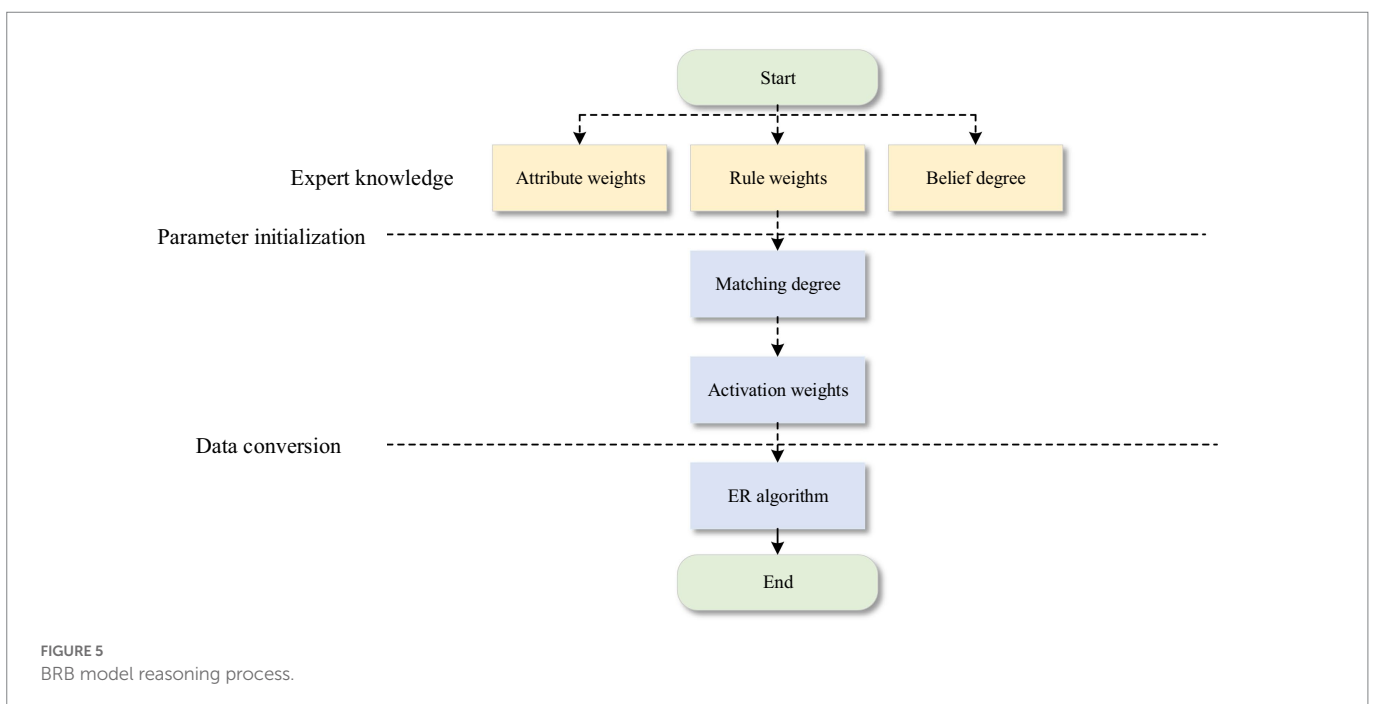 Start
Expert knowledge
Attribute weights
Rule weights
Belief degree
Parameter initialization
Matching degree
Activation weights
Data conversion
ER algorithm
End
FIGURE 5
BRB model reasoning process.